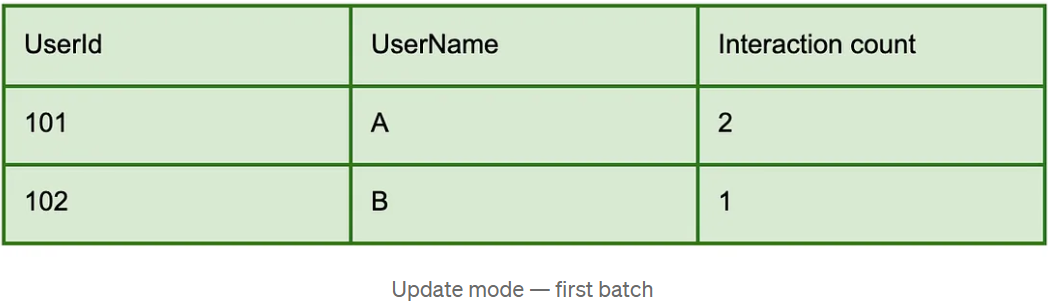 UserId UserName Interaction count
101 A 2
102 B 1
Update mode — first batch